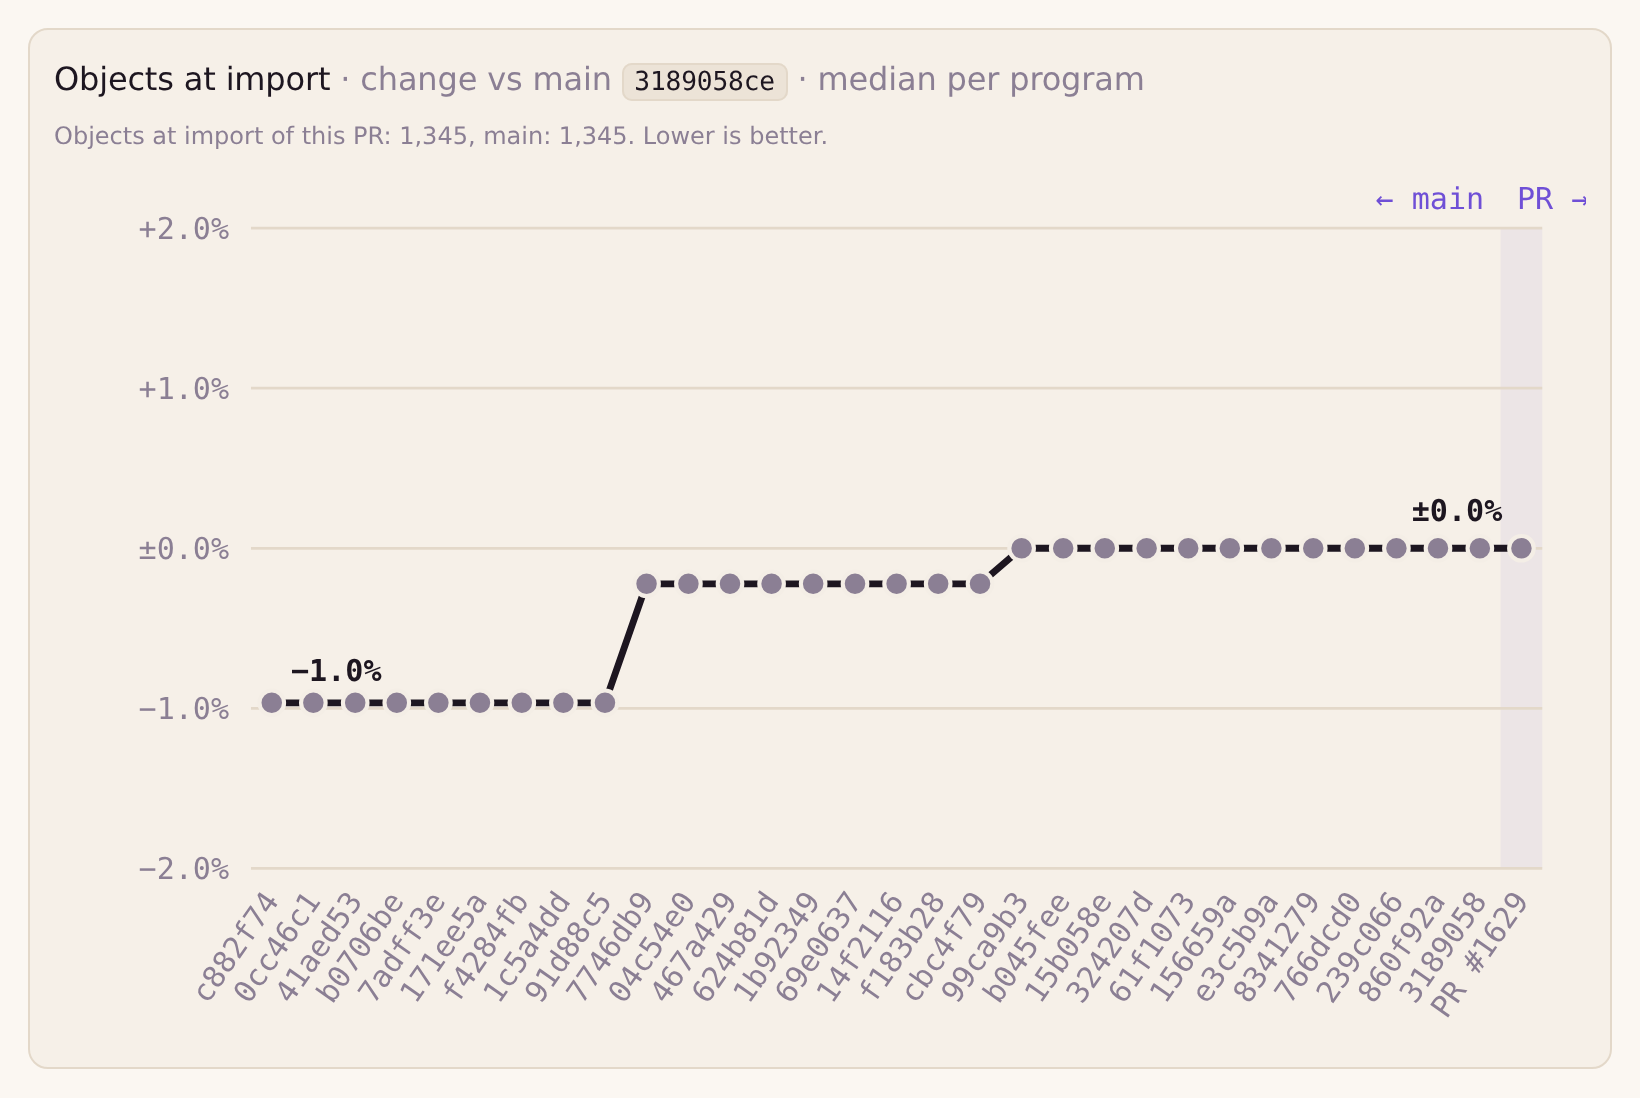 Objects at import · change vs main 3189058ce · median per program
Objects at import of this PR: 1,345, main: 1,345. Lower is better.
← main PR →
+2.0%
+1.0%
±0.0%
−1.0%
−2.0%
−1.0%
±0.0%
c882f74
0cc46c1
41aed53
b0706be
7adff3e
171ee5a
f4284fb
1c5a4dd
91d88c5
7746db9
04c54e0
467a429
624b81d
1b92349
69e0637
14f2116
f183b28
cbc4f79
99ca9b3
b045fee
15b058e
324207d
61f1073
156659a
e3c5b9a
8341279
766dcd0
239c066
860f92a
3189058
PR #1629